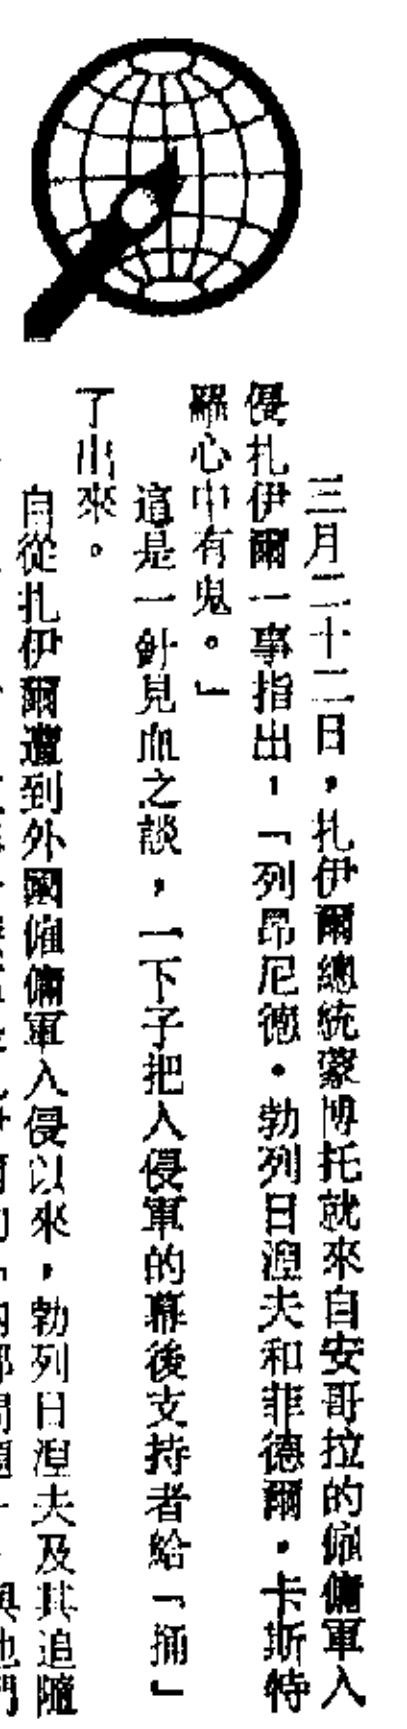 三月二十二日，扎伊爾總統蒙博托就來自安哥拉的僱傭軍入
侵扎伊爾一事指出：「列昂尼德·勃列日湼夫和菲德爾·卡斯特
羅心中有鬼。」
這是一針見血之談，一下子把入侵軍的幕後支持者給「捅」
了出來。
自從扎伊爾遭到外國僱傭軍入侵以來，勃列日湼夫及其追隨